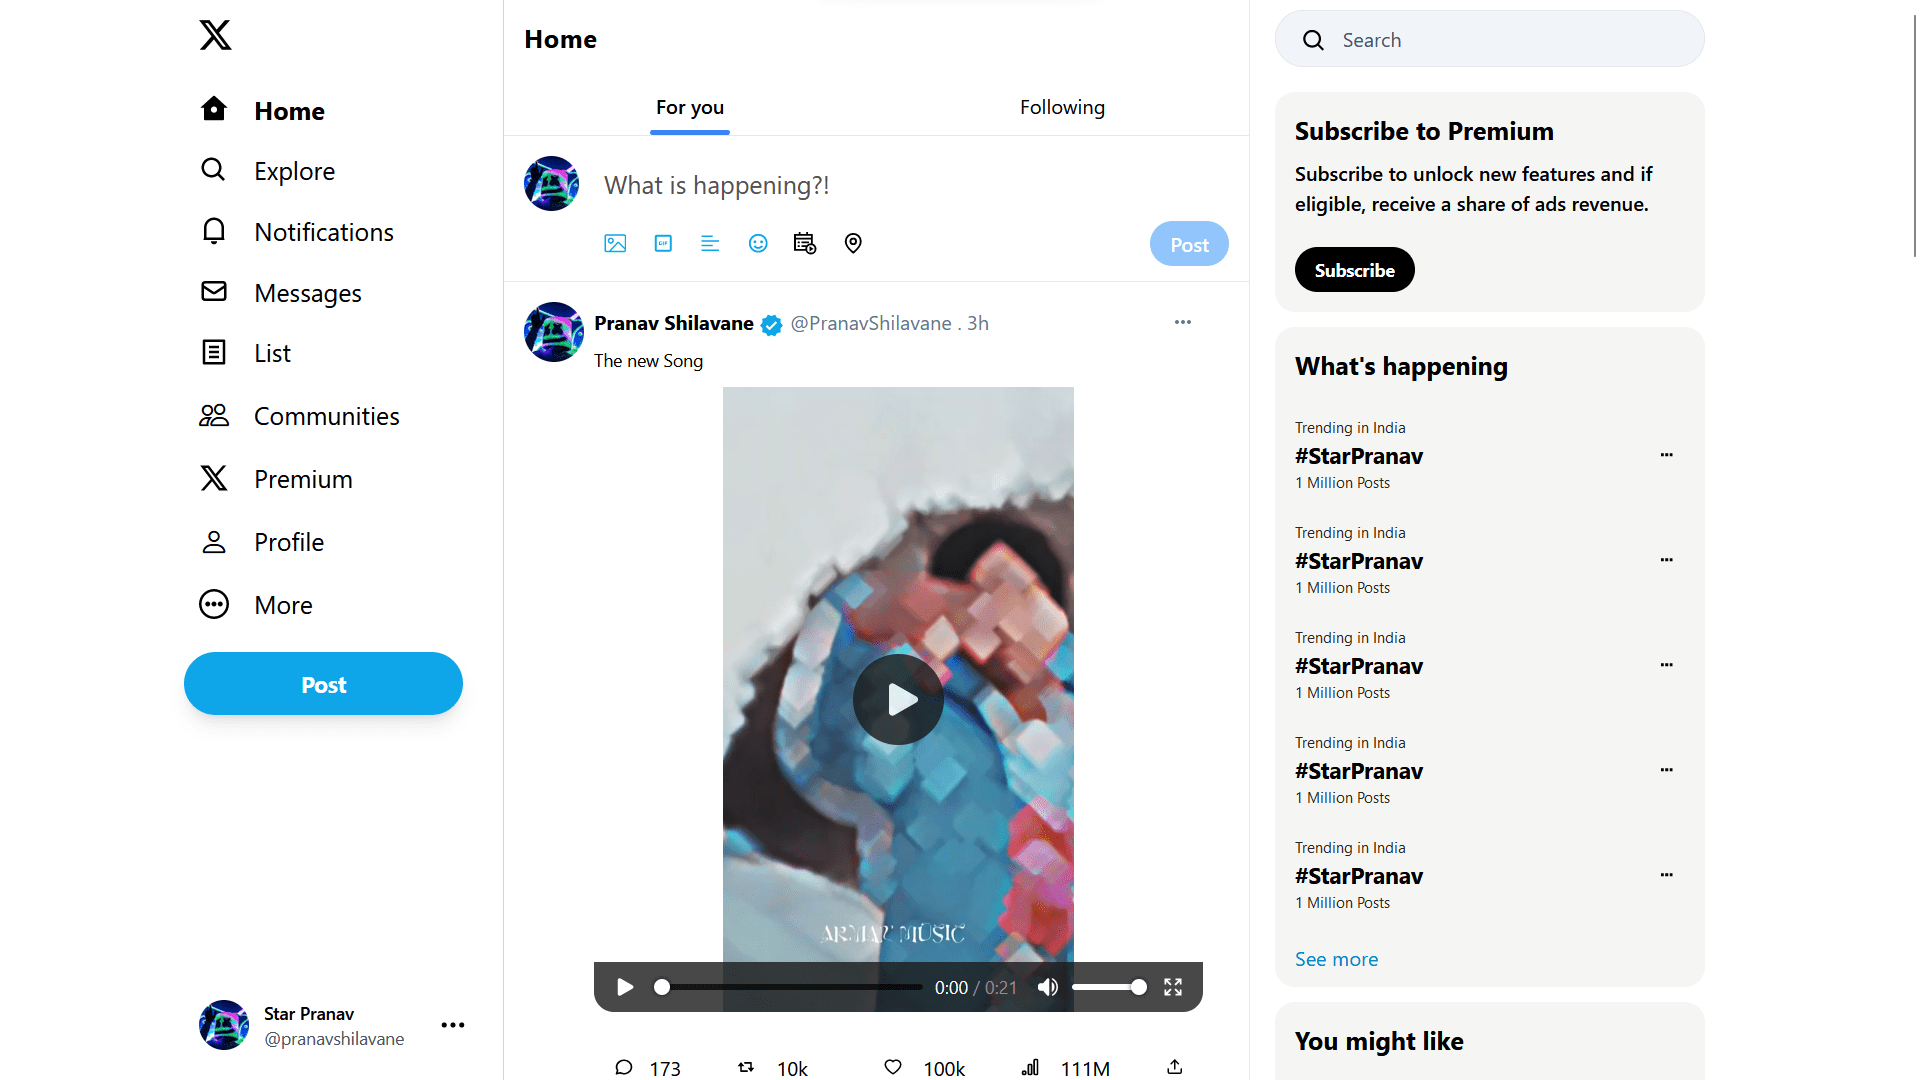 Home
Explore
Notifications
Messages
List
Communities
Premium
Profile
More
Post
Star Pranav
@pranavshilavane
Home
For you
Following
What is happening?!
GIF
Post
Pranav Shilavane @PranavShilavane . 3h
The new Song
ARMAN MUSIC
0:00 / 0:21
173
10k
100k
111M
Search
Subscribe to Premium
Subscribe to unlock new features and if
eligible, receive a share of ads revenue.
Subscribe
What's happening
Trending in India
#StarPranav
1 Million Posts
Trending in India
#StarPranav
1 Million Posts
Trending in India
#StarPranav
1 Million Posts
Trending in India
#StarPranav
1 Million Posts
Trending in India
#StarPranav
1 Million Posts
See more
You might like